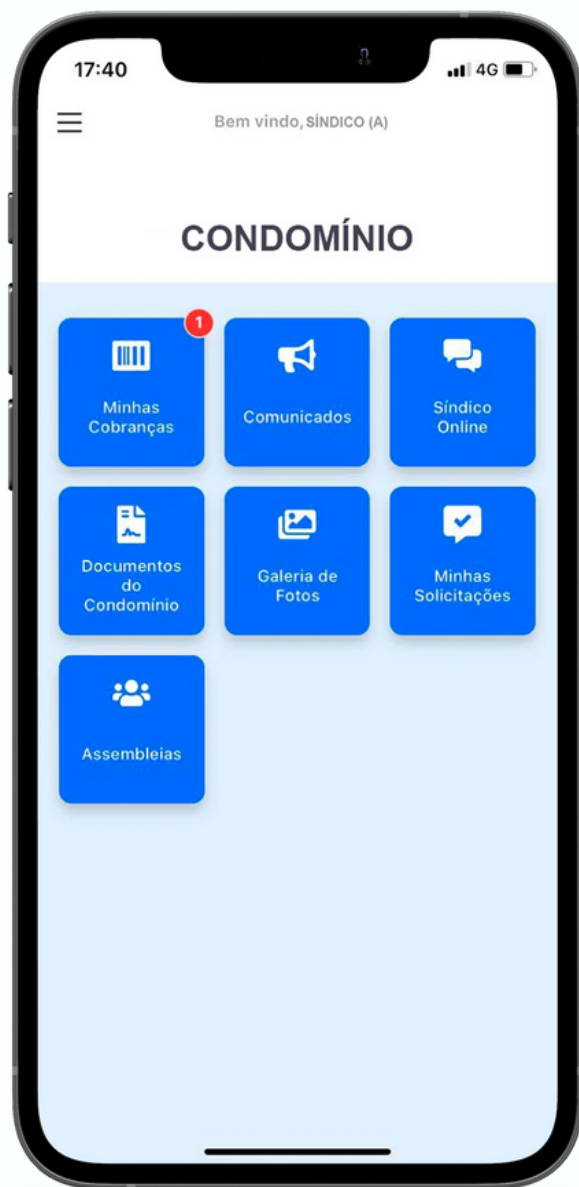 17:40
4G
Bem vindo, SÍNDICO (A)
CONDOMÍNIO
1
Minhas
Cobranças
Comunicados
Síndico
Online
Documentos
do
Condomínio
Galeria de
Fotos
Minhas
Solicitações
Assembleias